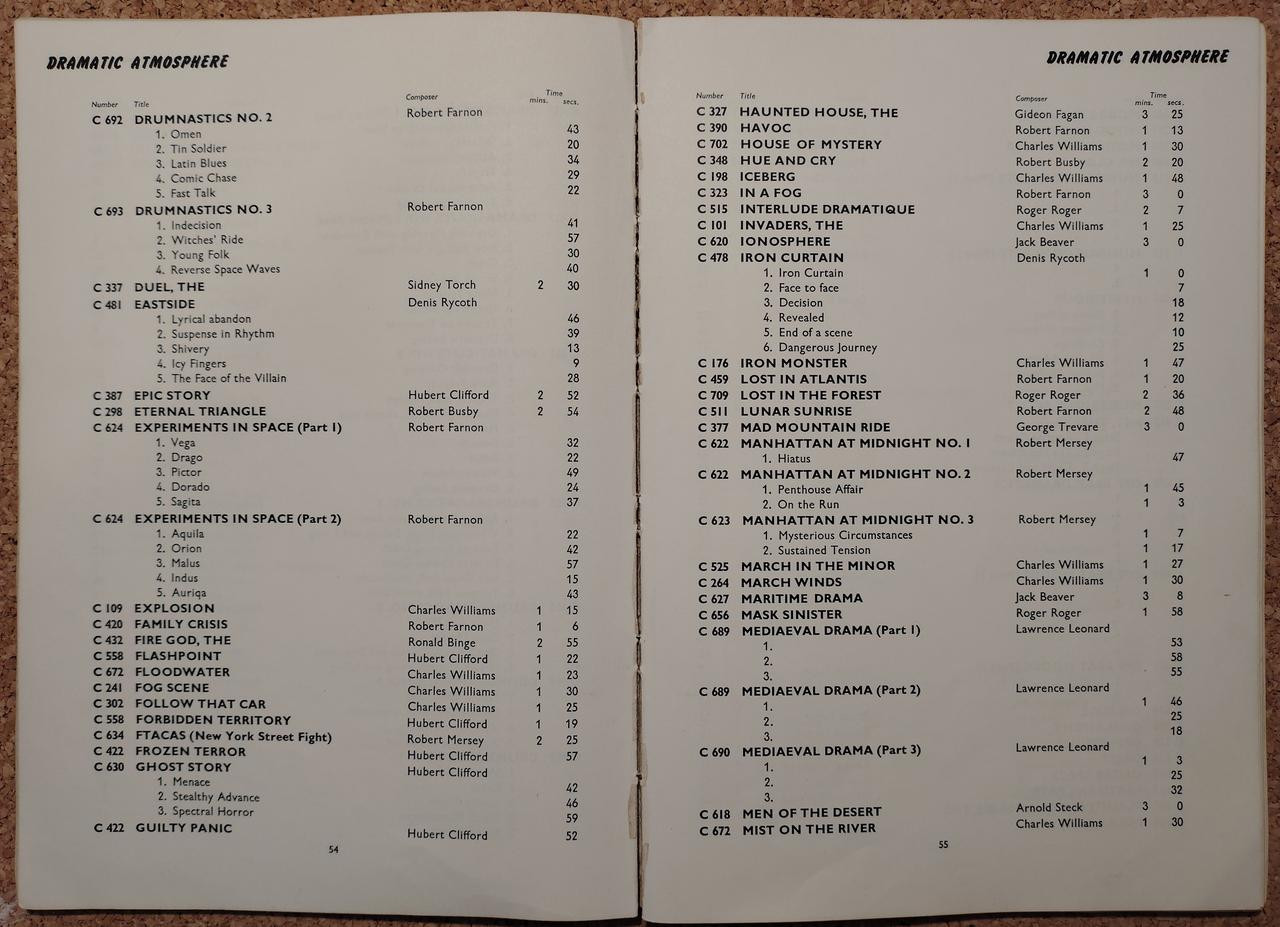 DRAMATIC ATMOSPHERE
Number Title Composer Time
mins. secs.
C 692 DRUMNASTICS NO. 2 Robert Farnon
1. Omen 43
2. Tin Soldier 20
3. Latin Blues 34
4. Comic Chase 29
5. Fast Talk 22
C 693 DRUMNASTICS NO. 3 Robert Farnon
1. Indecision 41
2. Witches' Ride 57
3. Young Folk 30
4. Reverse Space Waves 40
C 337 DUEL, THE Sidney Torch 2 30
C 481 EASTSIDE Denis Rycoth
1. Lyrical abandon 46
2. Suspense in Rhythm 39
3. Shivery 13
4. Icy Fingers 9
5. The Face of the Villain 28
C 387 EPIC STORY Hubert Clifford 2 52
C 298 ETERNAL TRIANGLE Robert Busby 2 54
C 624 EXPERIMENTS IN SPACE (Part 1) Robert Farnon
1. Vega 32
2. Drago 22
3. Pictor 49
4. Dorado 24
5. Sagita 37
C 624 EXPERIMENTS IN SPACE (Part 2) Robert Farnon
1. Aquila 22
2. Orion 42
3. Malus 57
4. Indus 15
5. Auriqa 43
C 109 EXPLOSION Charles Williams 1 15
C 420 FAMILY CRISIS Robert Farnon 1 6
C 432 FIRE GOD, THE Ronald Binge 2 55
C 558 FLASHPOINT Hubert Clifford 1 22
C 672 FLOODWATER Charles Williams 1 23
C 241 FOG SCENE Charles Williams 1 30
C 302 FOLLOW THAT CAR Charles Williams 1 25
C 558 FORBIDDEN TERRITORY Hubert Clifford 1 19
C 634 FTACAS (New York Street Fight) Robert Mersey 2 25
C 422 FROZEN TERROR Hubert Clifford 57
C 630 GHOST STORY Hubert Clifford
1. Menace 42
2. Stealthy Advance 46
3. Spectral Horror 59
C 422 GUILTY PANIC Hubert Clifford 52
54
DRAMATIC ATMOSPHERE
Number Title Composer Time
mins. secs.
C 327 HAUNTED HOUSE, THE Gideon Fagan 3 25
C 390 HAVOC Robert Farnon 1 13
C 702 HOUSE OF MYSTERY Charles Williams 1 30
C 348 HUE AND CRY Robert Busby 2 20
C 198 ICEBERG Charles Williams 1 48
C 323 IN A FOG Robert Farnon 3 0
C 515 INTERLUDE DRAMATIQUE Roger Roger 2 7
C 101 INVADERS, THE Charles Williams 1 25
C 620 IONOSPHERE Jack Beaver 3 0
C 478 IRON CURTAIN Denis Rycoth
1. Iron Curtain 1 0
2. Face to face 7
3. Decision 18
4. Revealed 12
5. End of a scene 10
6. Dangerous Journey 25
C 176 IRON MONSTER Charles Williams 1 47
C 459 LOST IN ATLANTIS Robert Farnon 1 20
C 709 LOST IN THE FOREST Roger Roger 2 36
C 511 LUNAR SUNRISE Robert Farnon 2 48
C 377 MAD MOUNTAIN RIDE George Trevare 3 0
C 622 MANHATTAN AT MIDNIGHT NO. 1 Robert Mersey
1. Hiatus 47
C 622 MANHATTAN AT MIDNIGHT NO. 2 Robert Mersey
1. Penthouse Affair 1 45
2. On the Run 1 3
C 623 MANHATTAN AT MIDNIGHT NO. 3 Robert Mersey
1. Mysterious Circumstances 1 7
2. Sustained Tension 1 17
C 525 MARCH IN THE MINOR Charles Williams 1 27
C 264 MARCH WINDS Charles Williams 1 30
C 627 MARITIME DRAMA Jack Beaver 3 8
C 656 MASK SINISTER Roger Roger 1 58
C 689 MEDIAEVAL DRAMA (Part 1) Lawrence Leonard
1. 53
2. 58
3. 55
C 689 MEDIAEVAL DRAMA (Part 2) Lawrence Leonard
1. 1 46
2. 25
3. 18
C 690 MEDIAEVAL DRAMA (Part 3) Lawrence Leonard
1. 1 3
2. 25
3. 32
C 618 MEN OF THE DESERT Arnold Steck 3 0
C 672 MIST ON THE RIVER Charles Williams 1 30
55